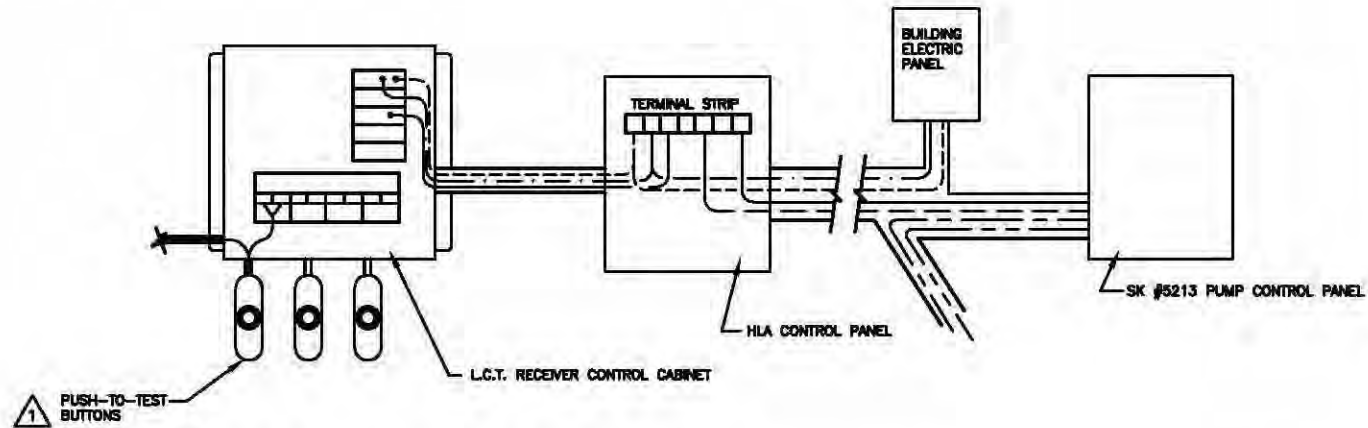 BUILDING
ELECTRIC
PANEL
TERMINAL STRIP
SK #5213 PUMP CONTROL PANEL
HLA CONTROL PANEL
L.C.T. RECEIVER CONTROL CABINET
1
PUSH-TO-TEST
BUTTONS